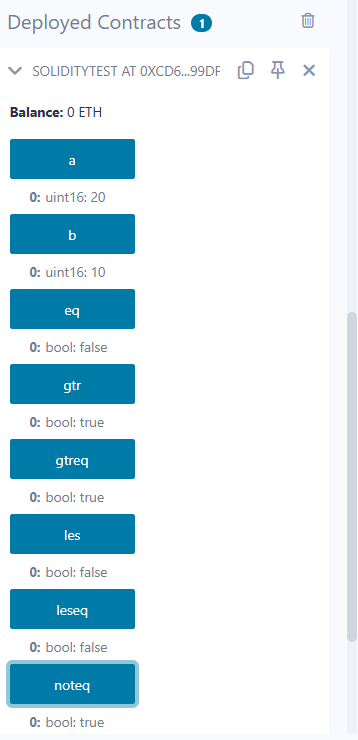 Deployed Contracts 1
SOLIDITYTEST AT 0XCD6...99DF
Balance: 0 ETH
a
0: uint16: 20
b
0: uint16: 10
eq
0: bool: false
gtr
0: bool: true
gtreq
0: bool: true
les
0: bool: false
leseq
0: bool: false
noteq
0: bool: true